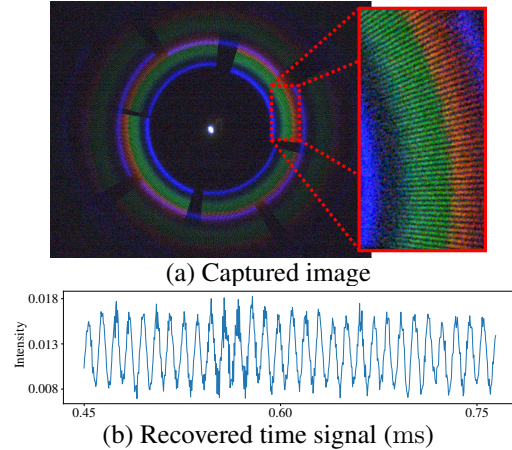 (a) Captured image
0.018
0.013
0.008
Intensity
0.45 0.60 0.75
(b) Recovered time signal (ms)